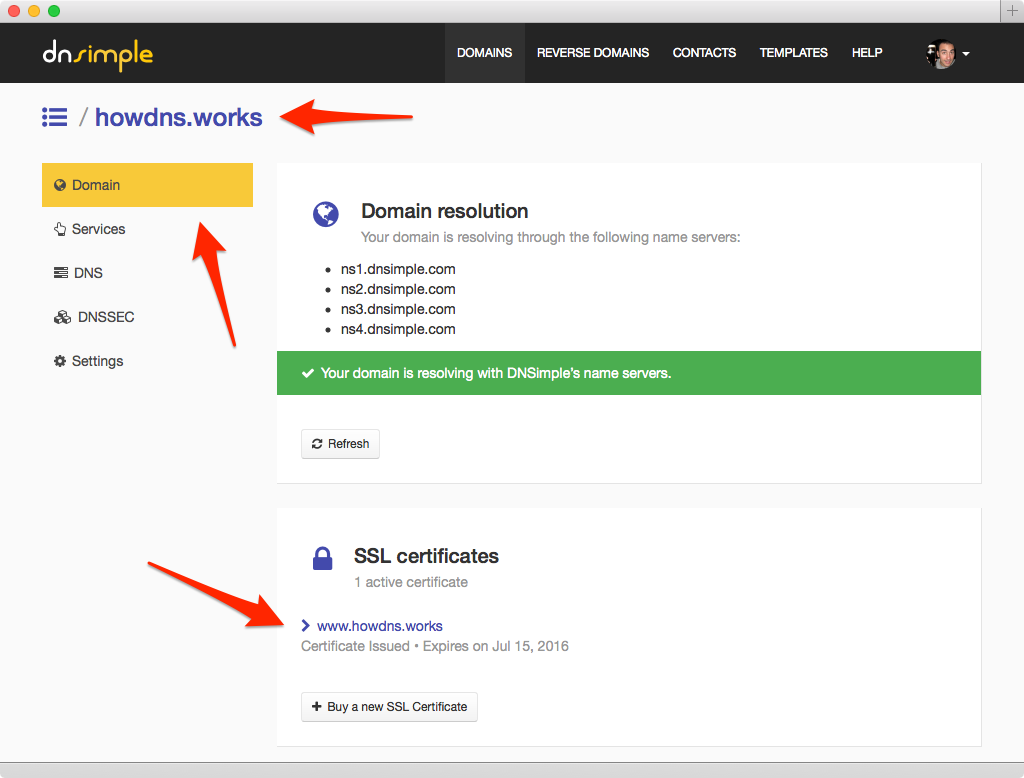 dnsimple
DOMAINS
REVERSE DOMAINS
CONTACTS
TEMPLATES
HELP
/ howdns.works
Domain
Services
DNS
DNSSEC
Settings
Domain resolution
Your domain is resolving through the following name servers:
• ns1.dnsimple.com
• ns2.dnsimple.com
• ns3.dnsimple.com
• ns4.dnsimple.com
Your domain is resolving with DNSimple's name servers.
Refresh
SSL certificates
1 active certificate
www.howdns.works
Certificate Issued • Expires on Jul 15, 2016
Buy a new SSL Certificate